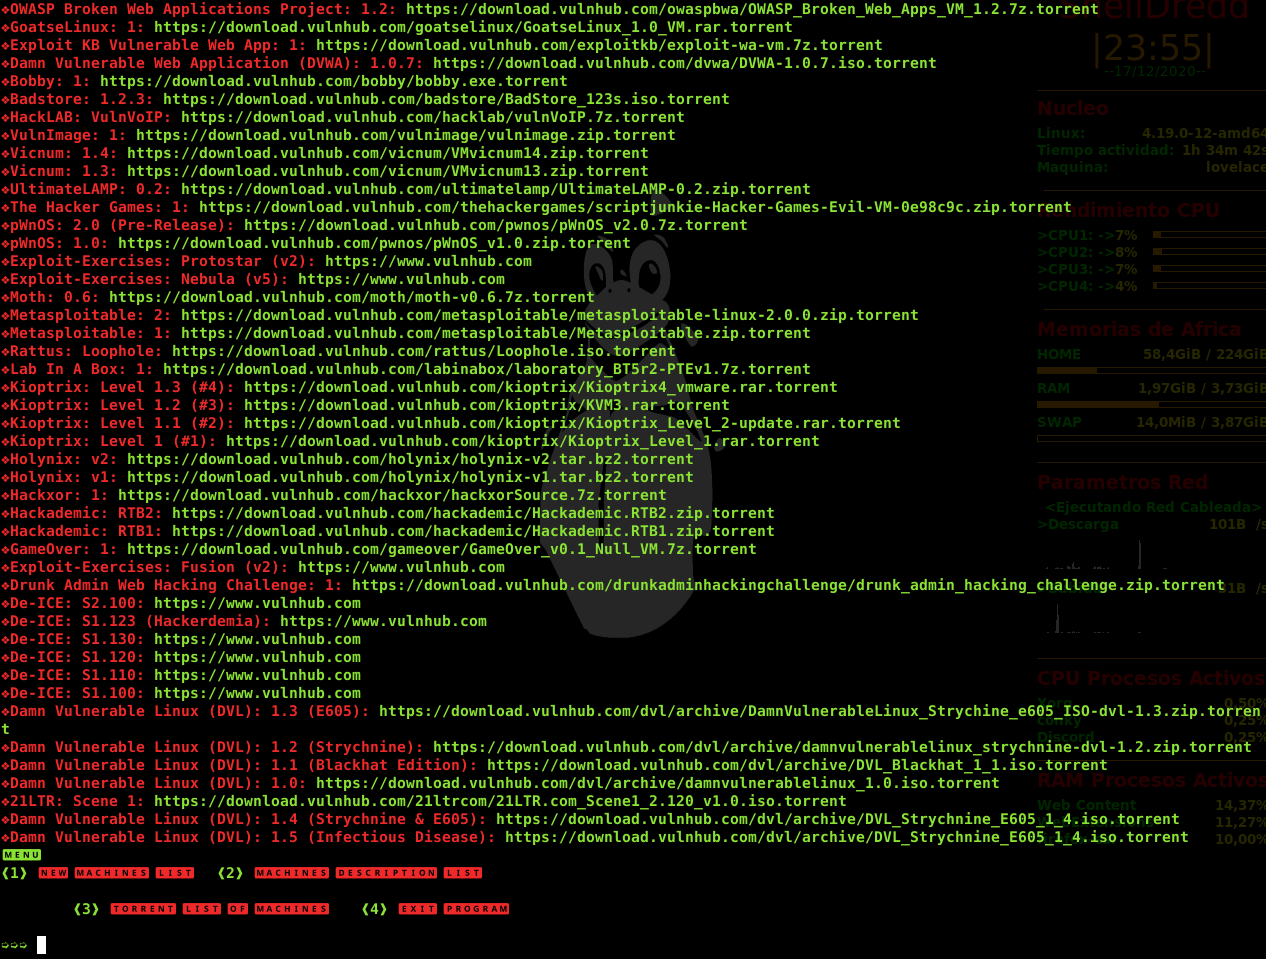 ❖OWASP Broken Web Applications Project: 1.2: https://download.vulnhub.com/owaspbwa/OWASP_Broken_Web_Apps_VM_1.2.7z.torrent
❖GoatseLinux: 1: https://download.vulnhub.com/goatselinux/GoatseLinux_1.0_VM.rar.torrent
❖Exploit KB Vulnerable Web App: 1: https://download.vulnhub.com/exploitkb/exploit-wa-vm.7z.torrent
❖Damn Vulnerable Web Application (DVWA): 1.0.7: https://download.vulnhub.com/dvwa/DVWA-1.0.7.iso.torrent
❖Bobby: 1: https://download.vulnhub.com/bobby/bobby.exe.torrent
❖Badstore: 1.2.3: https://download.vulnhub.com/badstore/BadStore_123s.iso.torrent
❖HackLAB: VulnVoIP: https://download.vulnhub.com/hacklab/vulnVoIP.7z.torrent
❖VulnImage: 1: https://download.vulnhub.com/vulnimage/vulnimage.zip.torrent
❖Vicnum: 1.4: https://download.vulnhub.com/vicnum/VMvicnum14.zip.torrent
❖Vicnum: 1.3: https://download.vulnhub.com/vicnum/VMvicnum13.zip.torrent
❖UltimateLAMP: 0.2: https://download.vulnhub.com/ultimatelamp/UltimateLAMP-0.2.zip.torrent
❖The Hacker Games: 1: https://download.vulnhub.com/thehackergames/scriptjunkie-Hacker-Games-Evil-VM-0e98c9c.zip.torrent
❖pWnOS: 2.0 (Pre-Release): https://download.vulnhub.com/pwnos/pWnOS_v2.0.7z.torrent
❖pWnOS: 1.0: https://download.vulnhub.com/pwnos/pWnOS_v1.0.zip.torrent
❖Exploit-Exercises: Protostar (v2): https://www.vulnhub.com
❖Exploit-Exercises: Nebula (v5): https://www.vulnhub.com
❖Moth: 0.6: https://download.vulnhub.com/moth/moth-v0.6.7z.torrent
❖Metasploitable: 2: https://download.vulnhub.com/metasploitable/metasploitable-linux-2.0.0.zip.torrent
❖Metasploitable: 1: https://download.vulnhub.com/metasploitable/Metasploitable.zip.torrent
❖Rattus: Loophole: https://download.vulnhub.com/rattus/Loophole.iso.torrent
❖Lab In A Box: 1: https://download.vulnhub.com/labinabox/laboratory_BT5r2-PTEv1.7z.torrent
❖Kioptrix: Level 1.3 (#4): https://download.vulnhub.com/kioptrix/Kioptrix4_vmware.rar.torrent
❖Kioptrix: Level 1.2 (#3): https://download.vulnhub.com/kioptrix/KVM3.rar.torrent
❖Kioptrix: Level 1.1 (#2): https://download.vulnhub.com/kioptrix/Kioptrix_Level_2-update.rar.torrent
❖Kioptrix: Level 1 (#1): https://download.vulnhub.com/kioptrix/Kioptrix_Level_1.rar.torrent
❖Holynix: v2: https://download.vulnhub.com/holynix/holynix-v2.tar.bz2.torrent
❖Holynix: v1: https://download.vulnhub.com/holynix/holynix-v1.tar.bz2.torrent
❖Hackxor: 1: https://download.vulnhub.com/hackxor/hackxorSource.7z.torrent
❖Hackademic: RTB2: https://download.vulnhub.com/hackademic/Hackademic.RTB2.zip.torrent
❖Hackademic: RTB1: https://download.vulnhub.com/hackademic/Hackademic.RTB1.zip.torrent
❖GameOver: 1: https://download.vulnhub.com/gameover/GameOver_v0.1_Null_VM.7z.torrent
❖Exploit-Exercises: Fusion (v2): https://www.vulnhub.com
❖Drunk Admin Web Hacking Challenge: 1: https://download.vulnhub.com/drunkadminhackingchallenge/drunk_admin_hacking_challenge.zip.torrent
❖De-ICE: S2.100: https://www.vulnhub.com
❖De-ICE: S1.123 (Hackerdemia): https://www.vulnhub.com
❖De-ICE: S1.130: https://www.vulnhub.com
❖De-ICE: S1.120: https://www.vulnhub.com
❖De-ICE: S1.110: https://www.vulnhub.com
❖De-ICE: S1.100: https://www.vulnhub.com
❖Damn Vulnerable Linux (DVL): 1.3 (E605): https://download.vulnhub.com/dvl/archive/DamnVulnerableLinux_Strychine_e605_ISO-dvl-1.3.zip.torren
t
❖Damn Vulnerable Linux (DVL): 1.2 (Strychnine): https://download.vulnhub.com/dvl/archive/damnvulnerablelinux_strychnine-dvl-1.2.zip.torrent
❖Damn Vulnerable Linux (DVL): 1.1 (Blackhat Edition): https://download.vulnhub.com/dvl/archive/DVL_Blackhat_1_1.iso.torrent
❖Damn Vulnerable Linux (DVL): 1.0: https://download.vulnhub.com/dvl/archive/damnvulnerablelinux_1.0.iso.torrent
❖21LTR: Scene 1: https://download.vulnhub.com/21ltrcom/21LTR.com_Scene1_2.120_v1.0.iso.torrent
❖Damn Vulnerable Linux (DVL): 1.4 (Strychnine & E605): https://download.vulnhub.com/dvl/archive/DVL_Strychnine_E605_1_4.iso.torrent
❖Damn Vulnerable Linux (DVL): 1.5 (Infectious Disease): https://download.vulnhub.com/dvl/archive/DVL_Strychnine_E605_1_4.iso.torrent
MENU
❰1❱ NEW MACHINES LIST ❰2❱ MACHINES DESCRIPTION LIST
❰3❱ TORRENT LIST OF MACHINES ❰4❱ EXIT PROGRAM
➭➭➭
ShellDredd
|23:55|
--17/12/2020--
Nucleo
Linux: 4.19.0-12-amd64
Tiempo actividad: 1h 34m 42s
Maquina: lovelace
Rendimiento CPU
>CPU1: ->7%
>CPU2: ->8%
>CPU3: ->7%
>CPU4: ->4%
Memorias de Africa
HOME 58,4GiB / 224GiB
RAM 1,97GiB / 3,73GiB
SWAP 14,0MiB / 3,87GiB
Parametros Red
<Ejecutando Red Cableada>
>Descarga 101B /s
/s
CPU Procesos Activos
0,50%
conky 0,25%
Discord 0,25%
RAM Procesos Activos
Web Content 14,37%
11,27%
10,00%